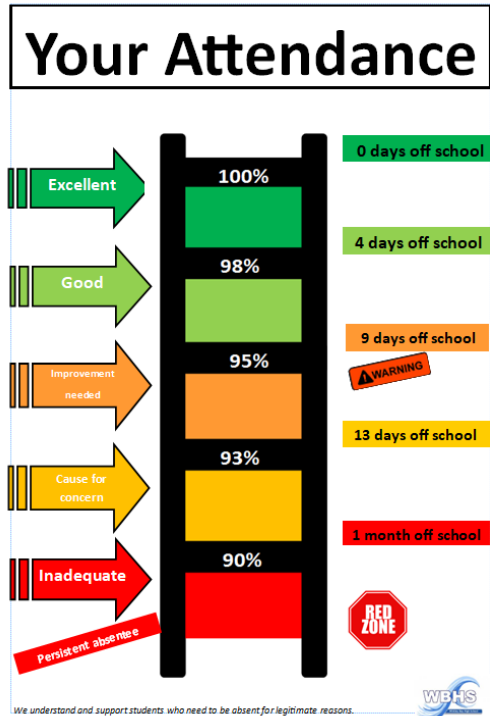 Your Attendance
0 days off school
Excellent
100%
4 days off school
98%
Good
9 days off school
95%
WARNING
Improvement
needed
13 days off school
93%
Cause for
concern
1 month off school
90%
Inadequate
RED
ZONE
Persistent absentee
WBHS
We understand and support students who need to be absent for legitimate reasons.